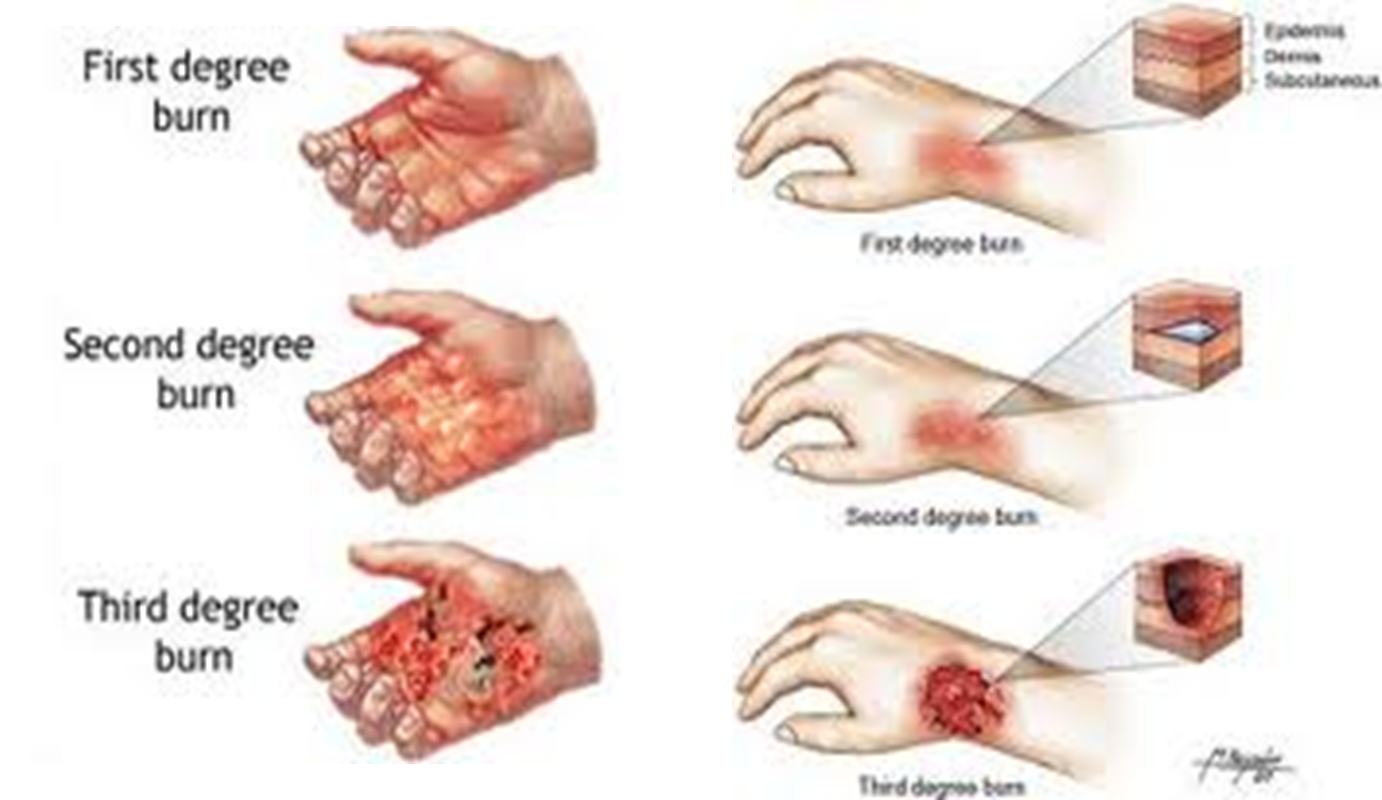 First degree
burn
Epidermis
Dermis
Subcutaneous
First degree burn
Second degree
burn
Second degree burn
Third degree
burn
Third degree burn